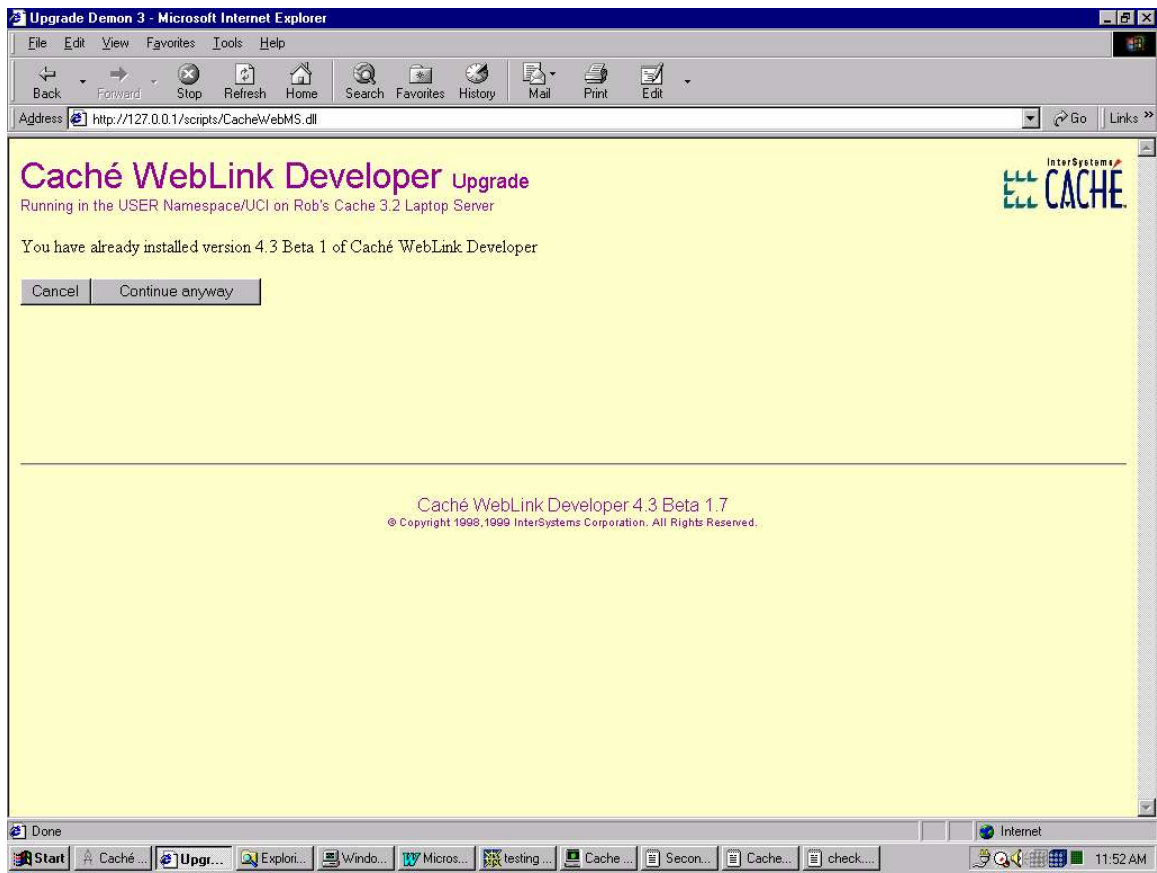 Upgrade Demon 3 - Microsoft Internet Explorer
File Edit View Favorites Tools Help
Back Forward Stop Refresh Home Search Favorites History Mail Print Edit
Address http://127.0.0.1/scripts/CacheWebMS.dll Go Links »
Caché WebLink Developer Upgrade
InterSystems
CACHÉ
Running in the USER Namespace/UCI on Rob's Cache 3.2 Laptop Server
You have already installed version 4.3 Beta 1 of Caché WebLink Developer
Cancel Continue anyway
Caché WebLink Developer 4.3 Beta 1.7
© Copyright 1998,1999 InterSystems Corporation. All Rights Reserved.
Done Internet
Start Caché ... Upgr... Explori... Windo... Micros... testing ... Cache ... Secon... Cache... check.... 11:52 AM